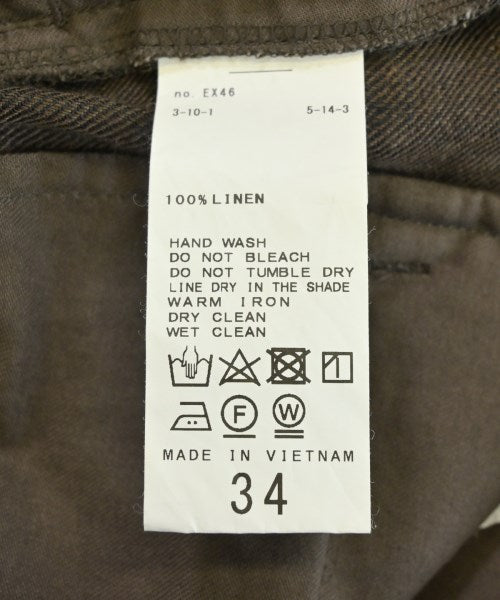 no. EX46
3-10-1 5-14-3
100% LINEN
HAND WASH
DO NOT BLEACH
DO NOT TUMBLE DRY
LINE DRY IN THE SHADE
WARM IRON
DRY CLEAN
WET CLEAN
F W
MADE IN VIETNAM
34